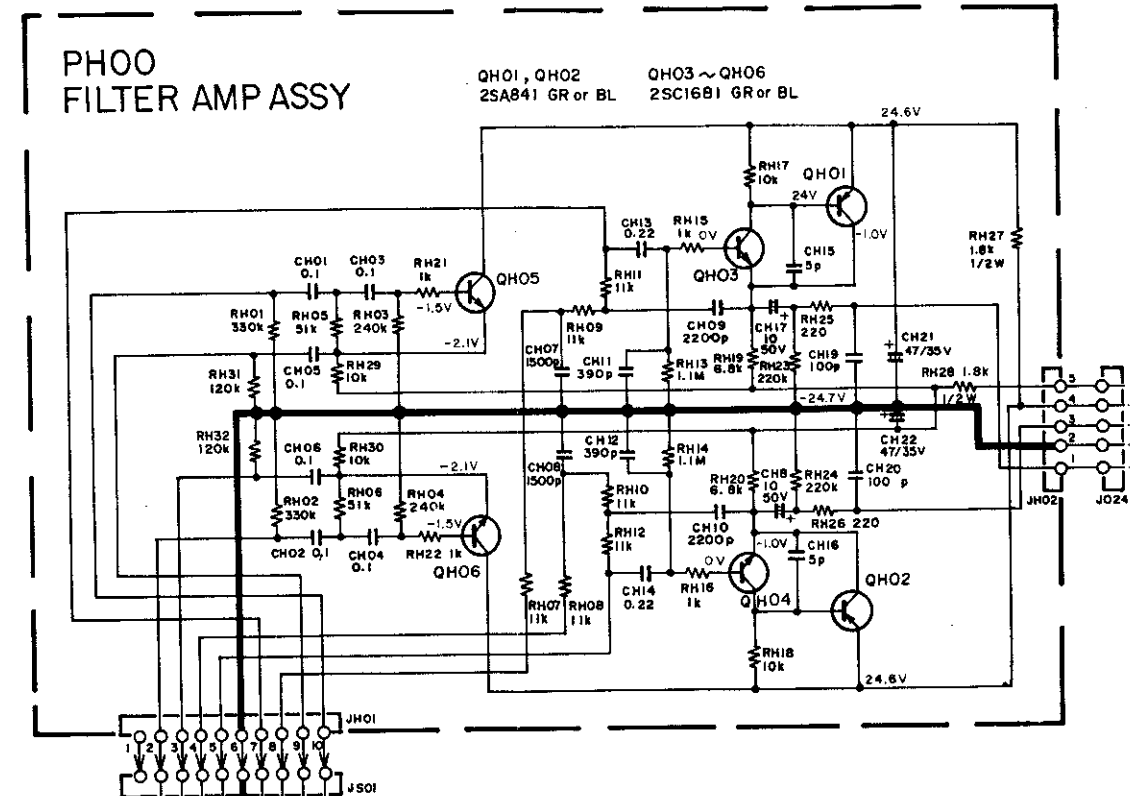 PH00
FILTER AMP ASSY
QH01, QH02
2SA841 GR or BL
QH03 ~ QH06
2SC1681 GR or BL
24.6V
RH17
10k
QH01
24V
-1.0V
CH13
0.22
RH15
1k
0V
QH03
CH15
5p
RH27
1.8k
1/2W
CH01
0.1
CH03
0.1
RH21
1k
QH05
-1.5V
RH11
11k
RH01
330k
RH05
51k
RH03
240k
-2.1V
RH09
11k
CH09
2200p
CH17
10
50V
+
RH25
220
CH05
0.1
RH29
10k
CH07
1500p
CH11
390p
RH13
1.1M
RH19
6.8k
RH23
220k
CH19
100p
+
CH21
47/35V
RH31
120k
RH28 1.8k
1/2W
-24.7V
+
RH32
120k
CH06
0.1
RH30
10k
-2.1V
CH08
1500p
CH12
390p
RH14
1.1M
CH22
47/35V
RH02
330k
RH06
51k
RH04
240k
RH10
11k
RH20
6.8k
CH8
10
50V
+
RH24
220k
CH20
100 p
RH26 220
-1.5V
CH02 0,1
CH04
0.1
RH22 1k
QH06
RH12
11k
CH10
2200p
-1.0V
0V
CH16
5p
QH02
CH14
0.22
RH16
1k
QH04
RH07
11k
RH08
11k
RH18
10k
24.6V
5
4
3
2
1
JH02
J024
JH01
1 2 3 4 5 6 7 8 9 10
JS01